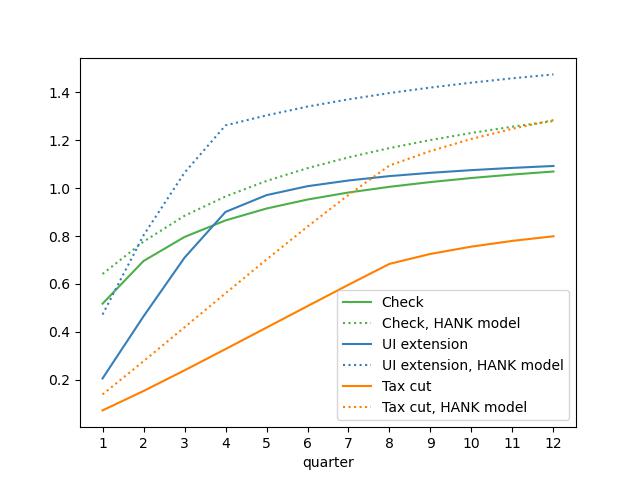 1.4
1.2
1.0
0.8
0.6
0.4
0.2
Check
Check, HANK model
UI extension
UI extension, HANK model
Tax cut
Tax cut, HANK model
1 2 3 4 5 6 7 8 9 10 11 12
quarter